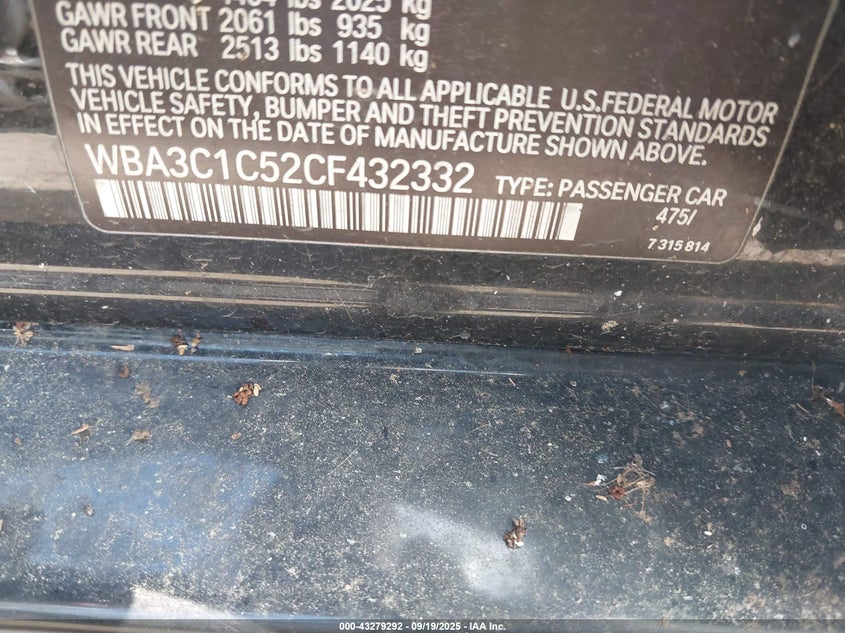 2025 kg
GAWR FRONT 2061 lbs 935 kg
GAWR REAR 2513 lbs 1140 kg
THIS VEHICLE CONFORMS TO ALL APPLICABLE U.S.FEDERAL MOTOR
VEHICLE SAFETY, BUMPER AND THEFT PREVENTION STANDARDS
IN EFFECT ON THE DATE OF MANUFACTURE SHOWN ABOVE.
WBA3C1C52CF432332 TYPE: PASSENGER CAR
475/
7 315 814
000-43279292 - 09/19/2025 - IAA Inc.